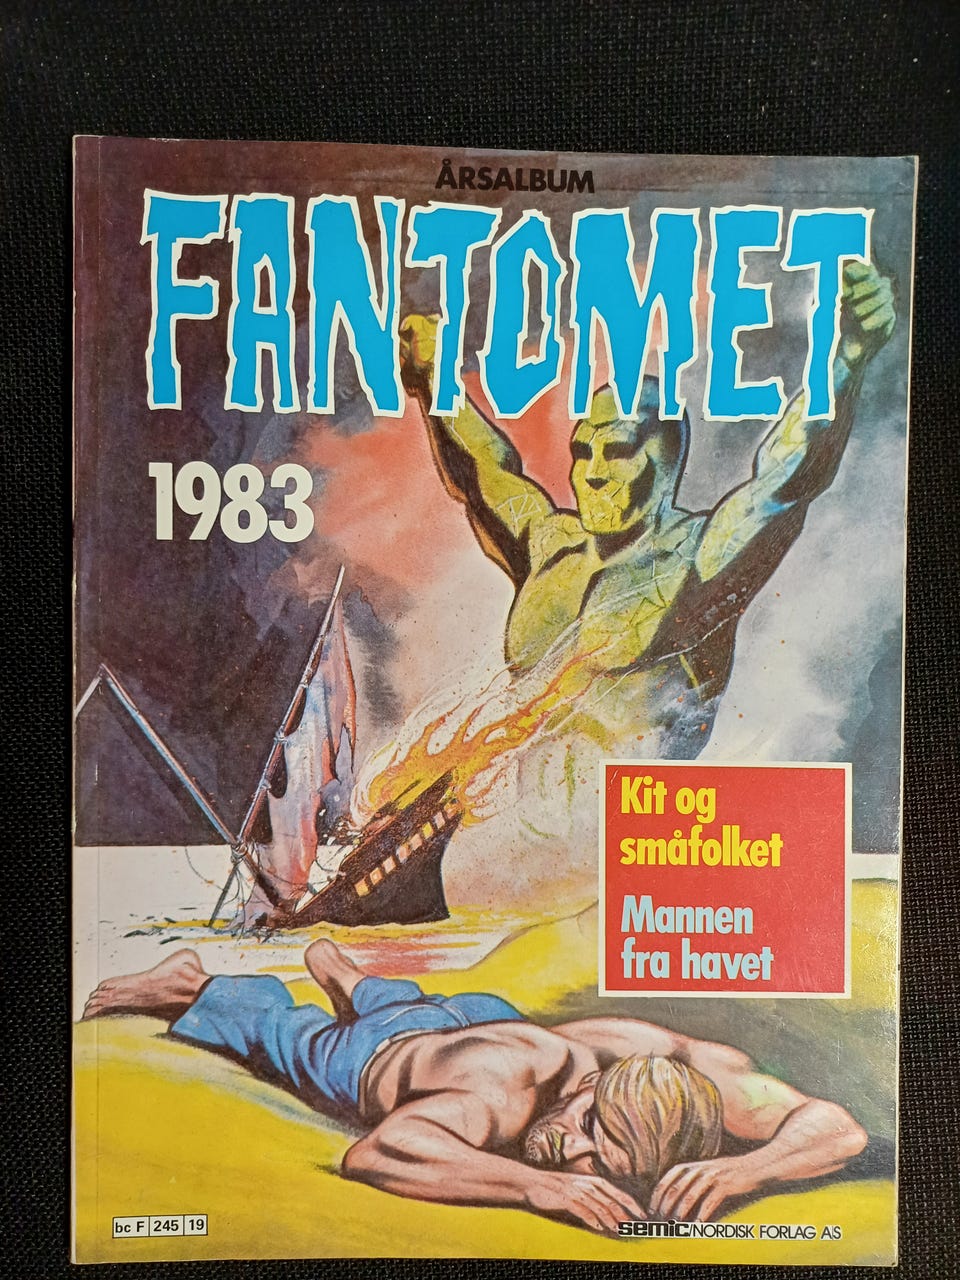 ÅRSALBUM
FANTOMET
1983
Kit og
småfolket
Mannen
fra havet
bc F 245 19
semic/NORDISK FORLAG A/S